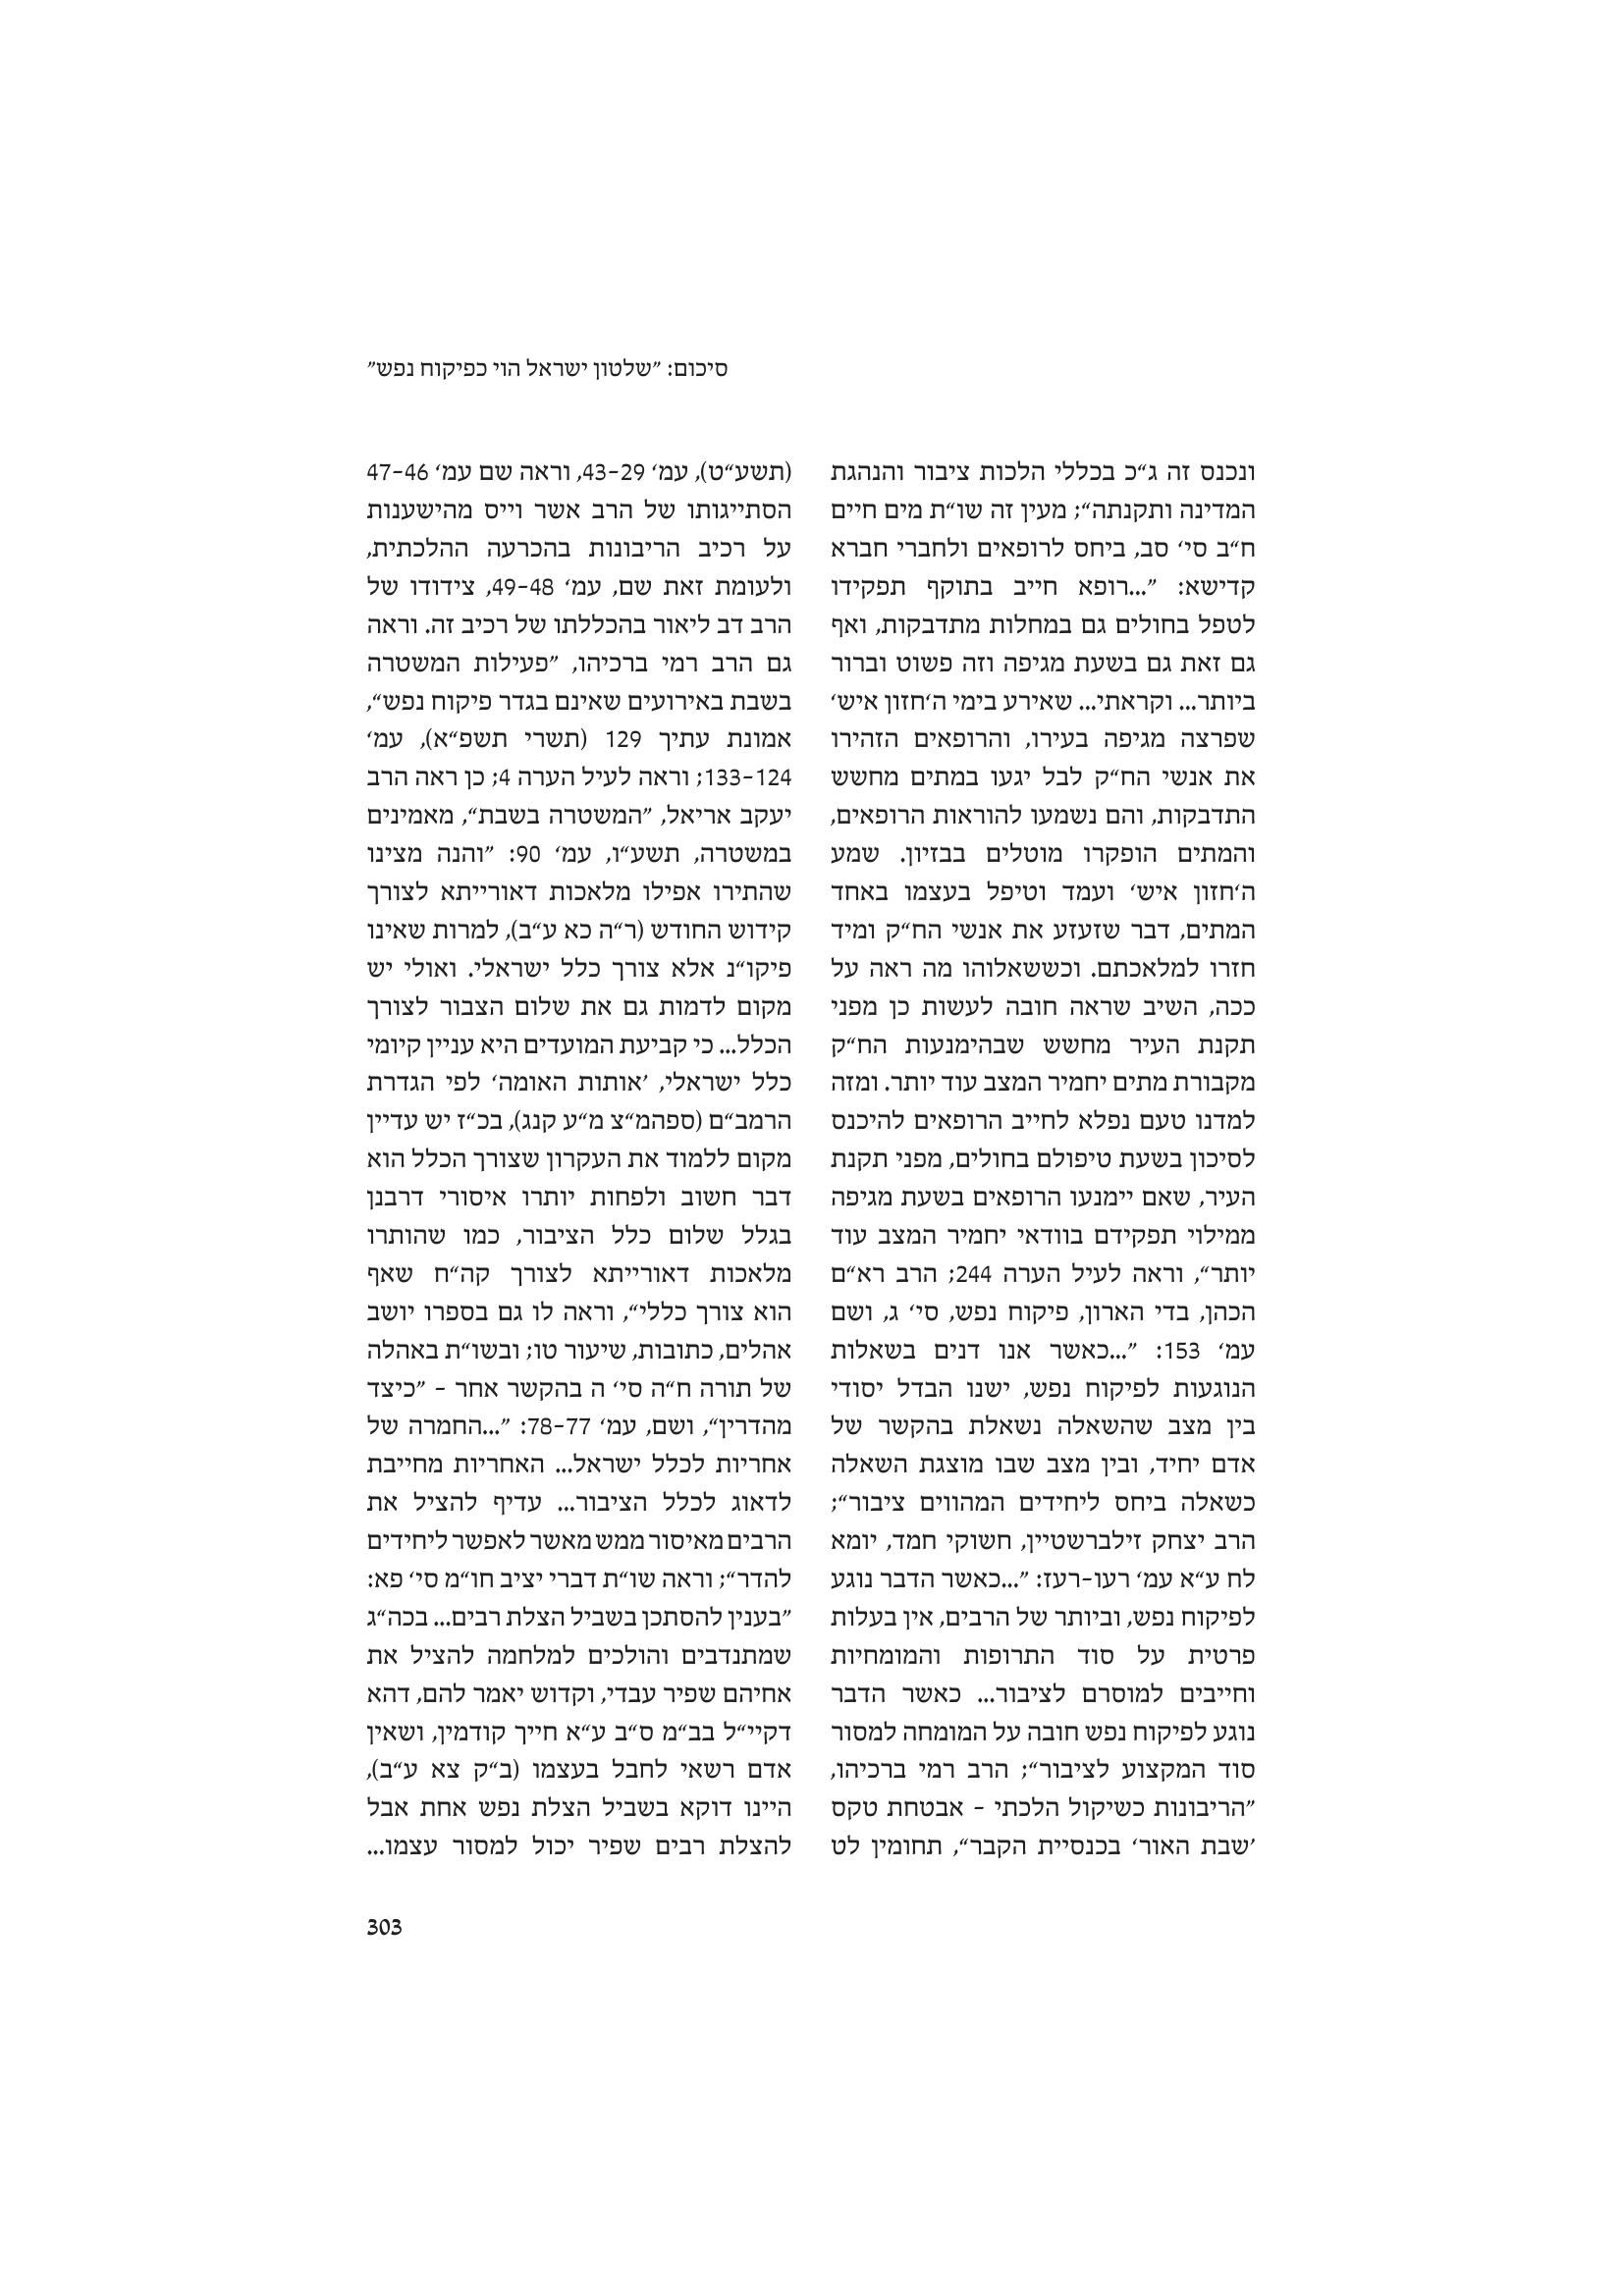 סיכום: ״שלטון ישראל הוי כפיקוח נפש״
ונכנס זה ג״כ בכללי הלכות ציבור והנהגת
המדינה ותקנתה״; מעין זה שו״ת מים חיים
ח״ב סי׳ סב, ביחס לרופאים ולחברי חברא
קדישא: ״...רופא חייב בתוקף תפקידו
לטפל בחולים גם במחלות מתדבקות, ואף
גם זאת גם בשעת מגיפה וזה פשוט וברור
ביותר... וקראתי... שאירע בימי ה׳חזון איש׳
שפרצה מגיפה בעירו, והרופאים הזהירו
את אנשי הח״ק לבל יגעו במתים מחשש
התדבקות, והם נשמעו להוראות הרופאים,
והמתים הופקרו מוטלים בבזיון. שמע
ה׳חזון איש׳ ועמד וטיפל בעצמו באחד
המתים, דבר שזעזע את אנשי הח״ק ומיד
חזרו למלאכתם. וכששאלוהו מה ראה על
ככה, השיב שראה חובה לעשות כן מפני
תקנת העיר מחשש שבהימנעות הח״ק
מקבורת מתים יחמיר המצב עוד יותר. ומזה
למדנו טעם נפלא לחייב הרופאים להיכנס
לסיכון בשעת טיפולם בחולים, מפני תקנת
העיר, שאם יימנעו הרופאים בשעת מגיפה
ממילוי תפקידם בוודאי יחמיר המצב עוד
יותר״, וראה לעיל הערה 244; הרב רא״ם
הכהן, בדי הארון, פיקוח נפש, סי׳ ג, ושם
עמ׳ 153: ״...כאשר אנו דנים בשאלות
הנוגעות לפיקוח נפש, ישנו הבדל יסודי
בין מצב שהשאלה נשאלת בהקשר של
אדם יחיד, ובין מצב שבו מוצגת השאלה
כשאלה ביחס ליחידים המהווים ציבור״;
הרב יצחק זילברשטיין, חשוקי חמד, יומא
לח ע״א עמ׳ רעו-רעז: ״...כאשר הדבר נוגע
לפיקוח נפש, וביותר של הרבים, אין בעלות
פרטית על סוד התרופות והמומחיות
וחייבים למוסרם לציבור... כאשר הדבר
נוגע לפיקוח נפש חובה על המומחה למסור
סוד המקצוע לציבור״; הרב רמי ברכיהו,
״הריבונות כשיקול הלכתי – אבטחת טקס
׳שבת האור׳ בכנסיית הקבר״, תחומין לט
(תשע״ט), עמ׳ 29–43, וראה שם עמ׳ 46–47
הסתייגותו של הרב אשר וייס מהישענות
על רכיב הריבונות בהכרעה ההלכתית,
ולעומת זאת שם, עמ׳ 48–49, צידודו של
הרב דב ליאור בהכללתו של רכיב זה. וראה
גם הרב רמי ברכיהו, ״פעילות המשטרה
בשבת באירועים שאינם בגדר פיקוח נפש״,
אמונת עתיך 129 (תשרי תשפ״א), עמ׳
124–133; וראה לעיל הערה 4; כן ראה הרב
יעקב אריאל, ״המשטרה בשבת״, מאמינים
במשטרה, תשע״ו, עמ׳ 90: ״והנה מצינו
שהתירו אפילו מלאכות דאורייתא לצורך
קידוש החודש (ר״ה כא ע״ב), למרות שאינו
פיקו״נ אלא צורך כלל ישראלי. ואולי יש
מקום לדמות גם את שלום הצבור לצורך
הכלל... כי קביעת המועדים היא עניין קיומי
כלל ישראלי, ׳אותות האומה׳ לפי הגדרת
הרמב״ם (ספהמ״צ מ״ע קנג), בכ״ז יש עדיין
מקום ללמוד את העקרון שצורך הכלל הוא
דבר חשוב ולפחות יותרו איסורי דרבנן
בגלל שלום כלל הציבור, כמו שהותרו
מלאכות דאורייתא לצורך קה״ח שאף
הוא צורך כללי״, וראה לו גם בספרו יושב
אהלים, כתובות, שיעור טו; ובשו״ת באהלה
של תורה ח״ה סי׳ ה בהקשר אחר – ״כיצד
מהדרין״, ושם, עמ׳ 77–78: ״...החמרה של
אחריות לכלל ישראל... האחריות מחייבת
לדאוג לכלל הציבור... עדיף להציל את
הרבים מאיסור ממש מאשר לאפשר ליחידים
להדר״; וראה שו״ת דברי יציב חו״מ סי׳ פא:
״בענין להסתכן בשביל הצלת רבים... בכה״ג
שמתנדבים והולכים למלחמה להציל את
אחיהם שפיר עבדי, וקדוש יאמר להם, דהא
דקיי״ל בב״מ ס״ב ע״א חייך קודמין, ושאין
אדם רשאי לחבל בעצמו (ב״ק צא ע״ב),
היינו דוקא בשביל הצלת נפש אחת אבל
להצלת רבים שפיר יכול למסור עצמו...
303